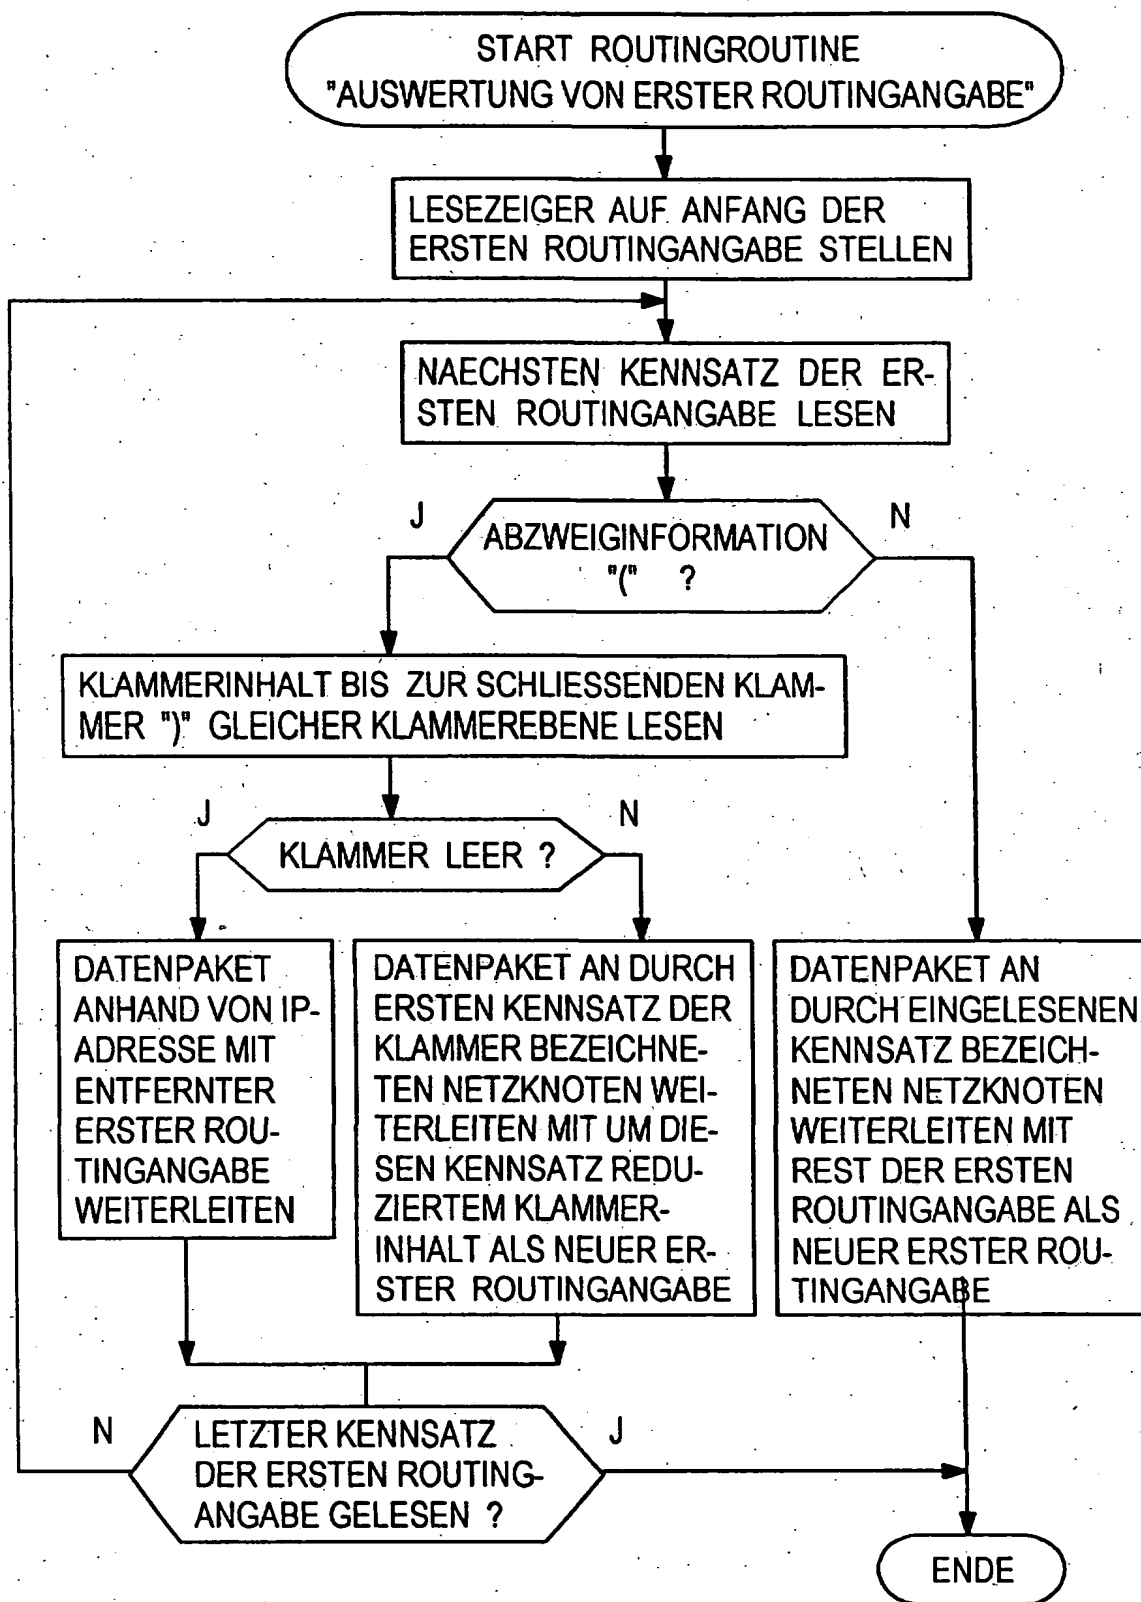 START ROUTINGROUTINE
"AUSWERTUNG VON ERSTER ROUTINGANGABE"
LESEZEIGER AUF ANFANG DER
ERSTEN ROUTINGANGABE STELLEN
NAECHSTEN KENNSATZ DER ER-
STEN ROUTINGANGABE LESEN
J
N
ABZWEIGINFORMATION
"(" ?
KLAMMERINHALT BIS ZUR SCHLIESSENDEN KLAM-
MER ")" GLEICHER KLAMMEREBENE LESEN
J
N
KLAMMER LEER ?
DATENPAKET
ANHAND VON IP-
ADRESSE MIT
ENTFERNTER
ERSTER ROU-
TINGANGABE
WEITERLEITEN
DATENPAKET AN DURCH
ERSTEN KENNSATZ DER
KLAMMER BEZEICHNE-
TEN NETZKNOTEN WEI-
TERLEITEN MIT UM DIE-
SEN KENNSATZ REDU-
ZIERTEM KLAMMER-
INHALT ALS NEUER ER-
STER ROUTINGANGABE
DATENPAKET AN
DURCH EINGELESENEN
KENNSATZ BEZEICH-
NETEN NETZKNOTEN
WEITERLEITEN MIT
REST DER ERSTEN
ROUTINGANGABE ALS
NEUER ERSTER ROU-
TINGANGABE
N
J
LETZTER KENNSATZ
DER ERSTEN ROUTING-
ANGABE GELESEN ?
ENDE